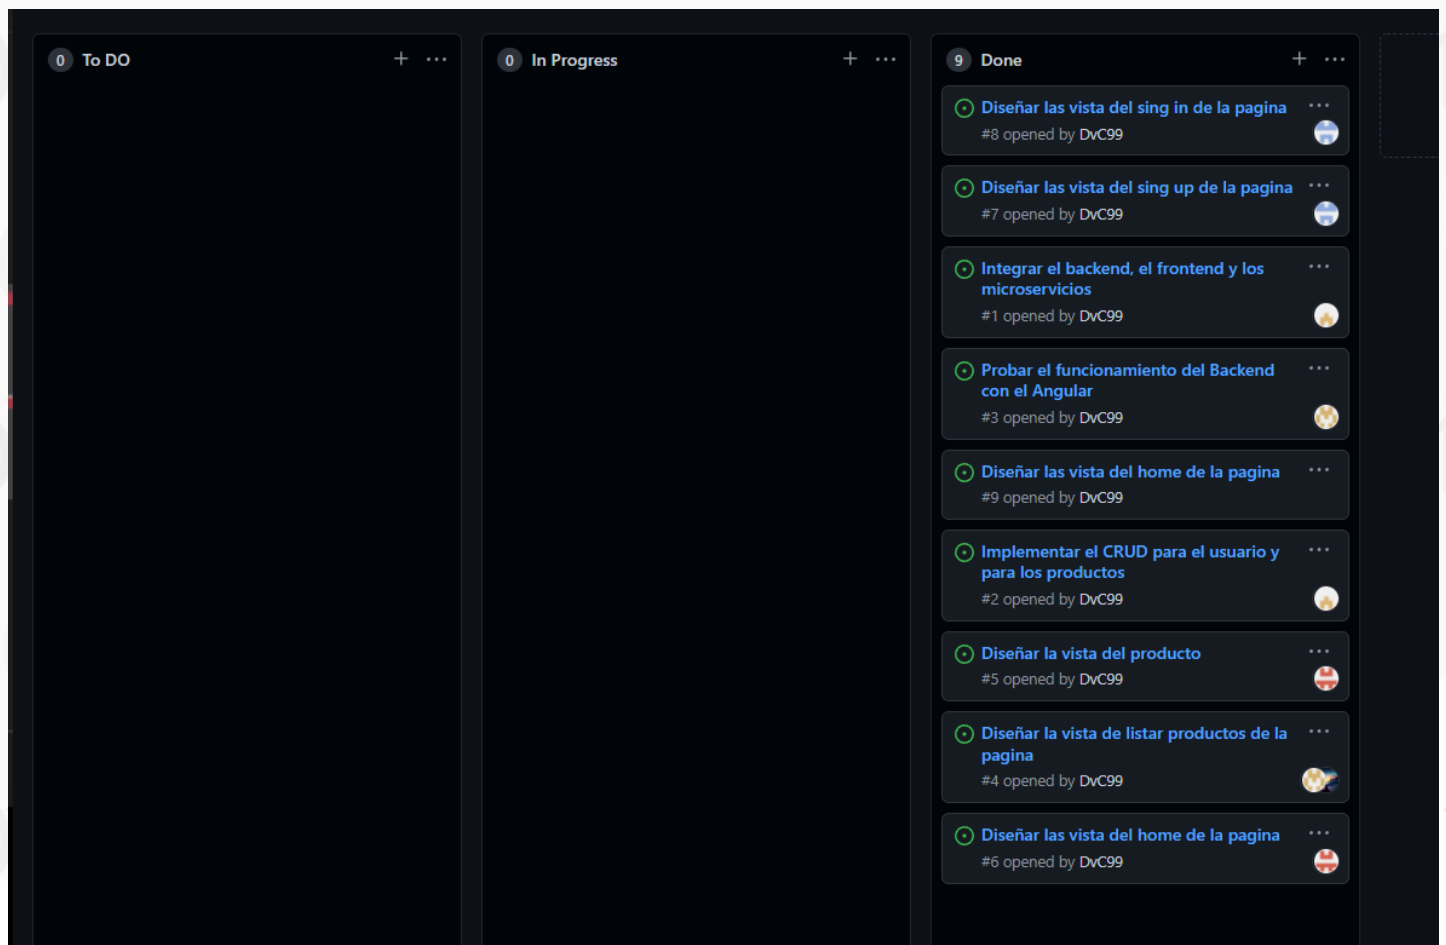 0 To DO
0 In Progress
9 Done
Diseñar las vista del sing in de la pagina
#8 opened by DvC99
Diseñar las vista del sing up de la pagina
#7 opened by DvC99
Integrar el backend, el frontend y los
microservicios
#1 opened by DvC99
Probar el funcionamiento del Backend
con el Angular
#3 opened by DvC99
Diseñar las vista del home de la pagina
#9 opened by DvC99
Implementar el CRUD para el usuario y
para los productos
#2 opened by DvC99
Diseñar la vista del producto
#5 opened by DvC99
Diseñar la vista de listar productos de la
pagina
#4 opened by DvC99
Diseñar las vista del home de la pagina
#6 opened by DvC99